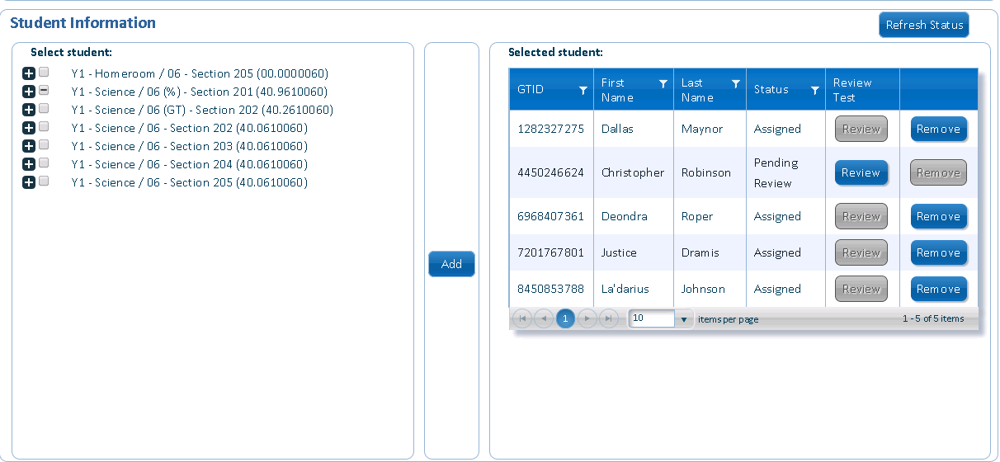 Student Information
Refresh Status
Select student:
Y1 - Homeroom / 06 - Section 205 (00.0000060)
Y1 - Science / 06 (%) - Section 201 (40.9610060)
Y1 - Science / 06 (GT) - Section 202 (40.2610060)
Y1 - Science / 06 - Section 202 (40.0610060)
Y1 - Science / 06 - Section 203 (40.0610060)
Y1 - Science / 06 - Section 204 (40.0610060)
Y1 - Science / 06 - Section 205 (40.0610060)
Add
Selected student:
GTID First Name Last Name Status Review Test
1282327275 Dallas Maynor Assigned Review Remove
4450246624 Christopher Robinson Pending Review Review Remove
6968407361 Deondra Roper Assigned Review Remove
7201767801 Justice Dramis Assigned Review Remove
8450853788 La'darius Johnson Assigned Review Remove
1 10 items per page 1 - 5 of 5 items